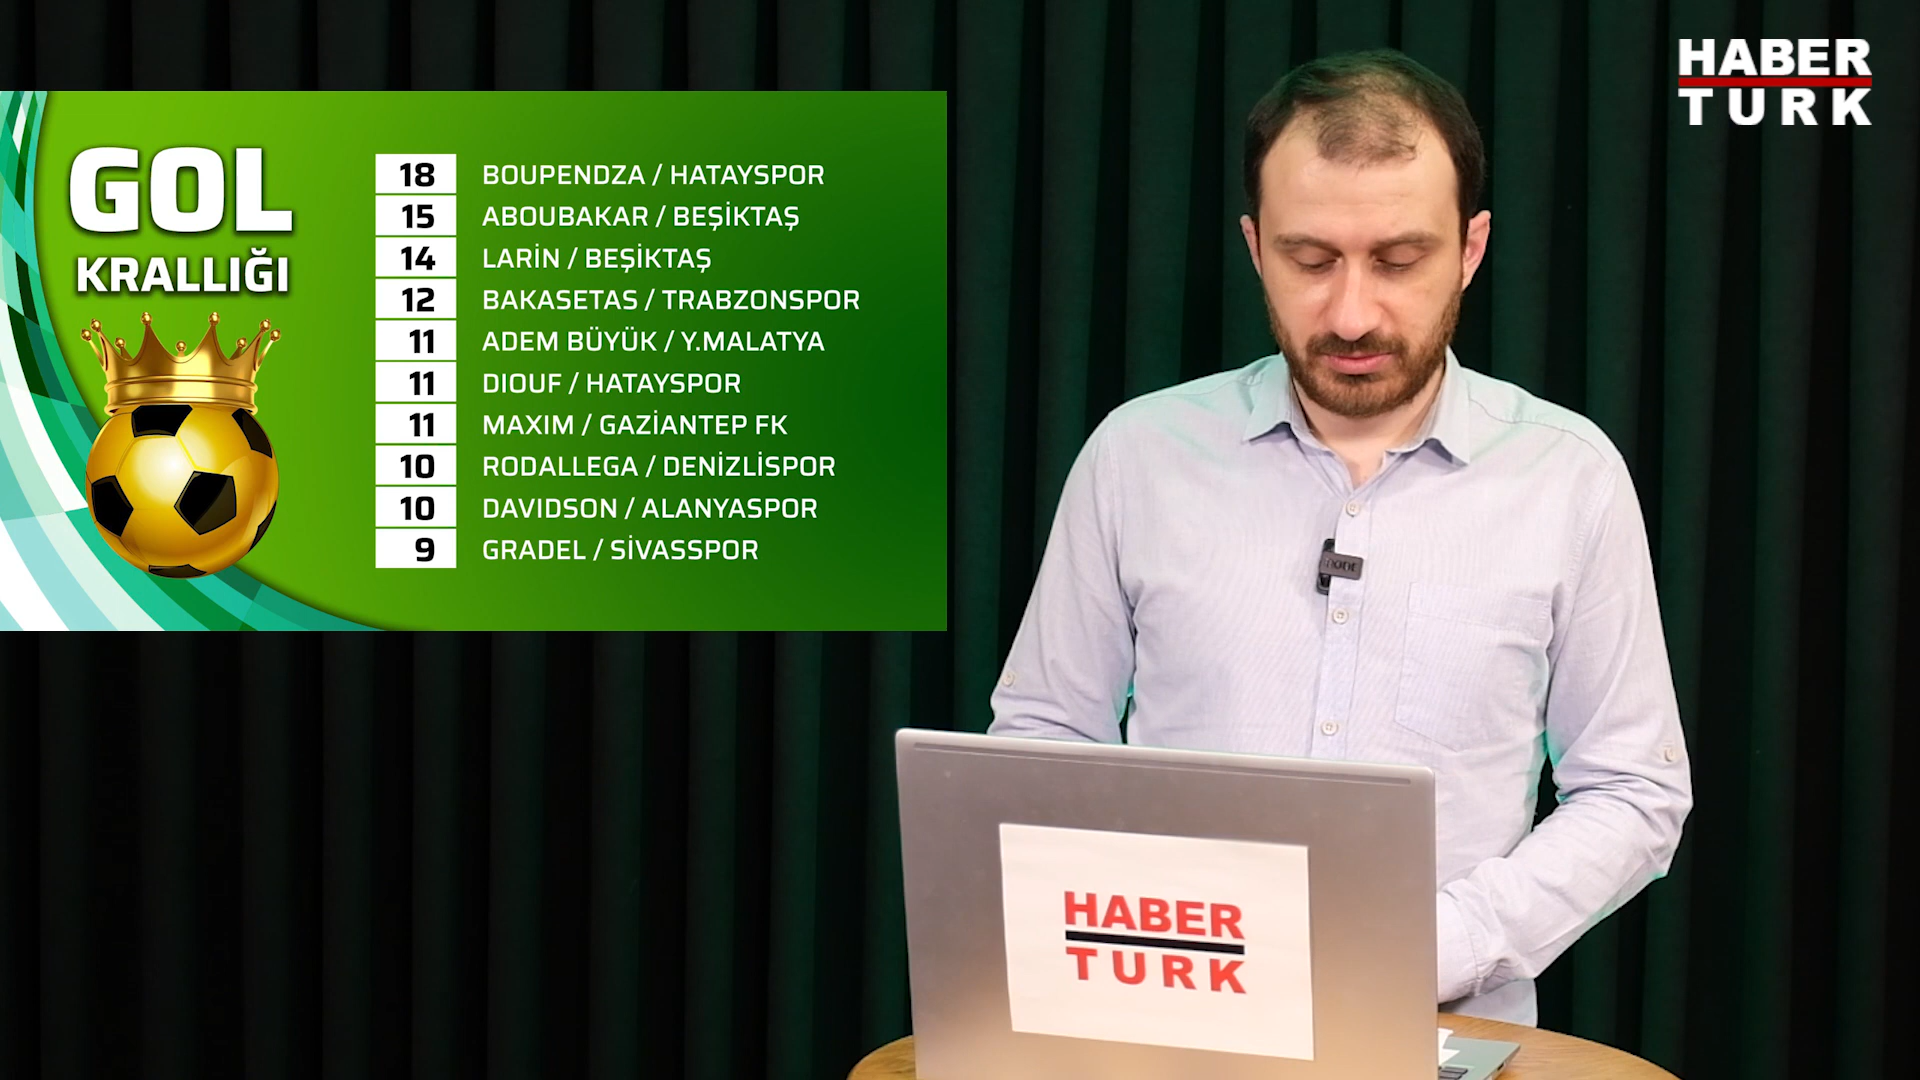 HABER
TURK
GOL
KRALLIĞI
18 BOUPENDZA / HATAYSPOR
15 ABOUBAKAR / BEŞİKTAŞ
14 LARİN / BEŞİKTAŞ
12 BAKASETAS / TRABZONSPOR
11 ADEM BÜYÜK / Y.MALATYA
11 DIOUF / HATAYSPOR
11 MAXIM / GAZİANTEP FK
10 RODALLEGA / DENİZLİSPOR
10 DAVIDSON / ALANYASPOR
9 GRADEL / SİVASSPOR
HABER
TURK